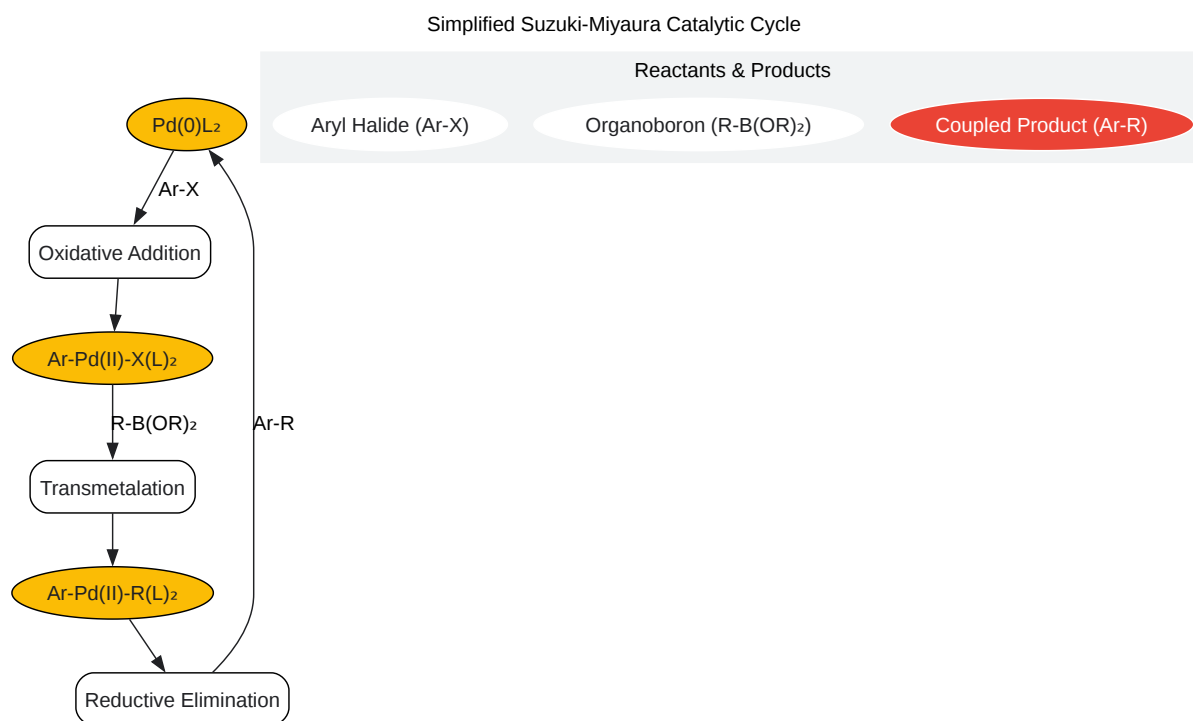 Simplified Suzuki-Miyaura Catalytic Cycle
Reactants & Products
Pd(0)L₂
Aryl Halide (Ar-X)
Organoboron (R-B(OR)₂)
Coupled Product (Ar-R)
Ar-X
Oxidative Addition
Ar-Pd(II)-X(L)₂
R-B(OR)₂
Ar-R
Transmetalation
Ar-Pd(II)-R(L)₂
Reductive Elimination